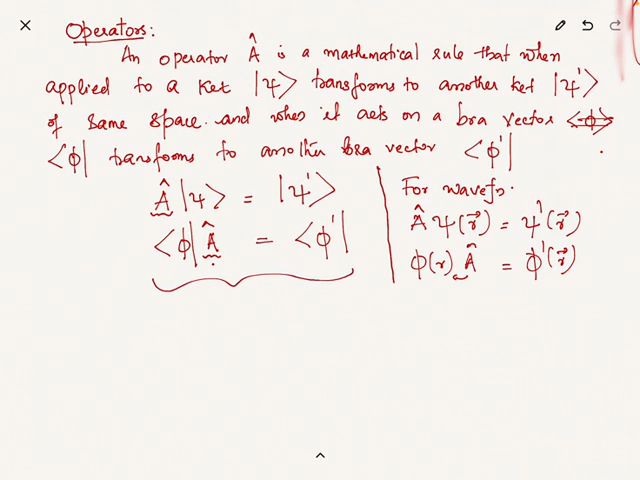 Operators:
An operator Â is a mathematical rule that when
applied to a ket |ψ> transforms to another ket |ψ'>
of same space. and when it acts on a bra vector <ϕ>
<ϕ| transforms to another bra vector <ϕ'|
Â |ψ> = |ψ'>
<ϕ| Â = <ϕ'|
For wavefs.
Â ψ(r⃗) = ψ'(r⃗)
ϕ(r) Â = ϕ'(r⃗)